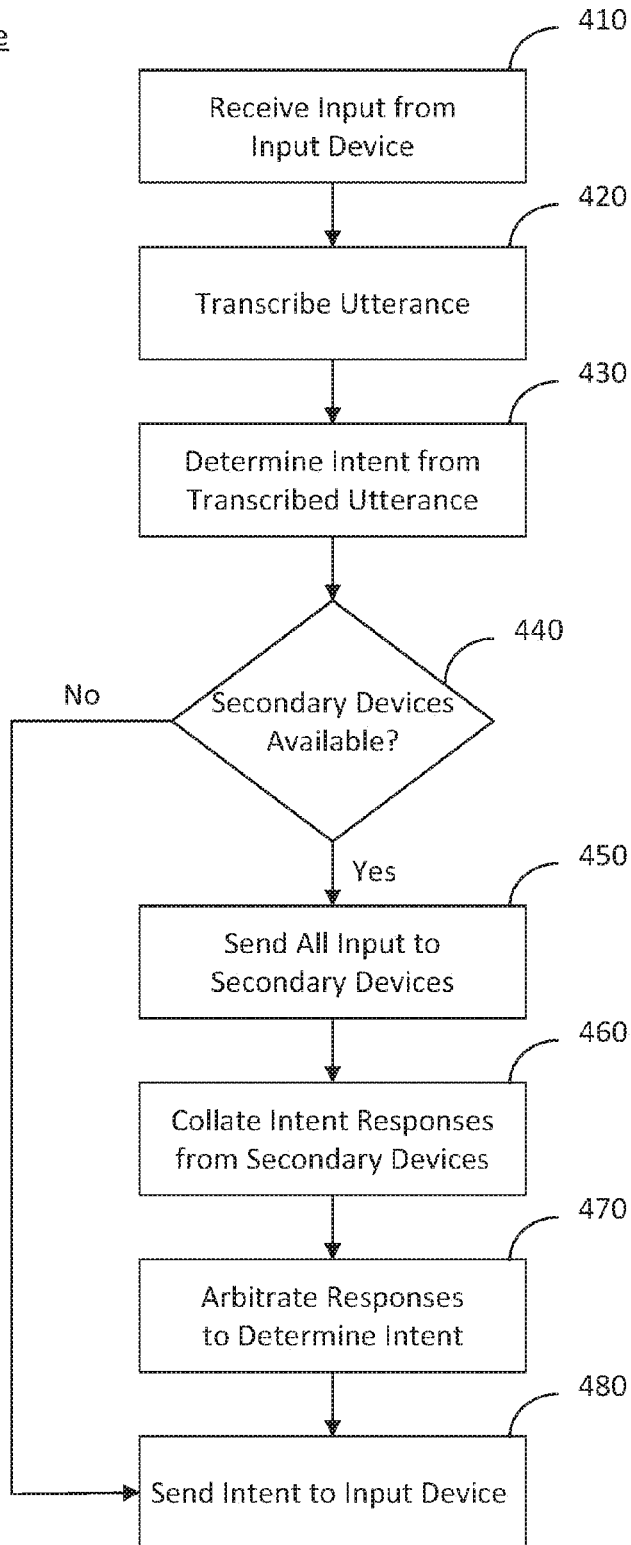 410
Receive Input from
Input Device
420
Transcribe Utterance
430
Determine Intent from
Transcribed Utterance
440
No
Secondary Devices
Available?
Yes
450
Send All Input to
Secondary Devices
460
Collate Intent Responses
from Secondary Devices
470
Arbitrate Responses
to Determine Intent
480
Send Intent to Input Device